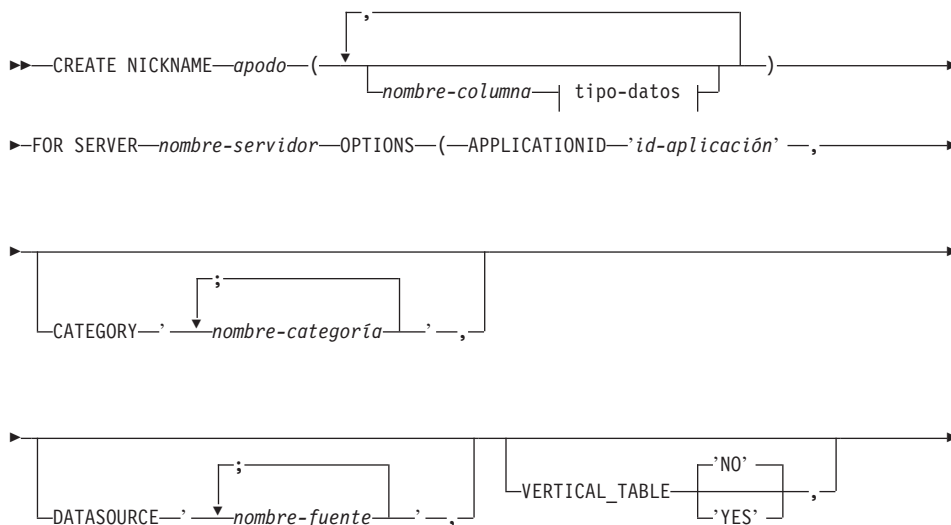 ,
CREATE NICKNAME apodo ( )
nombre-columna tipo-datos
FOR SERVER nombre-servidor OPTIONS ( APPLICATIONID 'id-aplicación' ,
;
CATEGORY ' nombre-categoría ' ,
; 'NO'
VERTICAL_TABLE ,
DATASOURCE ' nombre-fuente ' , 'YES'